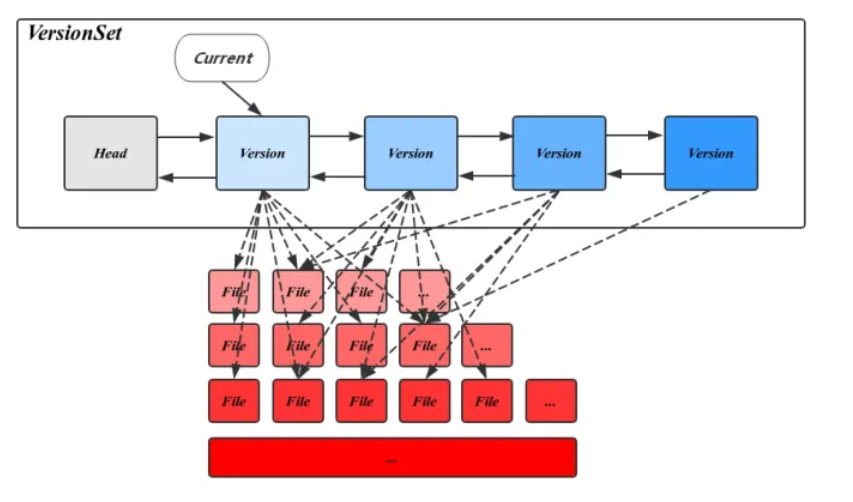 VersionSet
Current
Head Version Version Version Version
File File File ...
File File File File ...
File File File File File ...
...